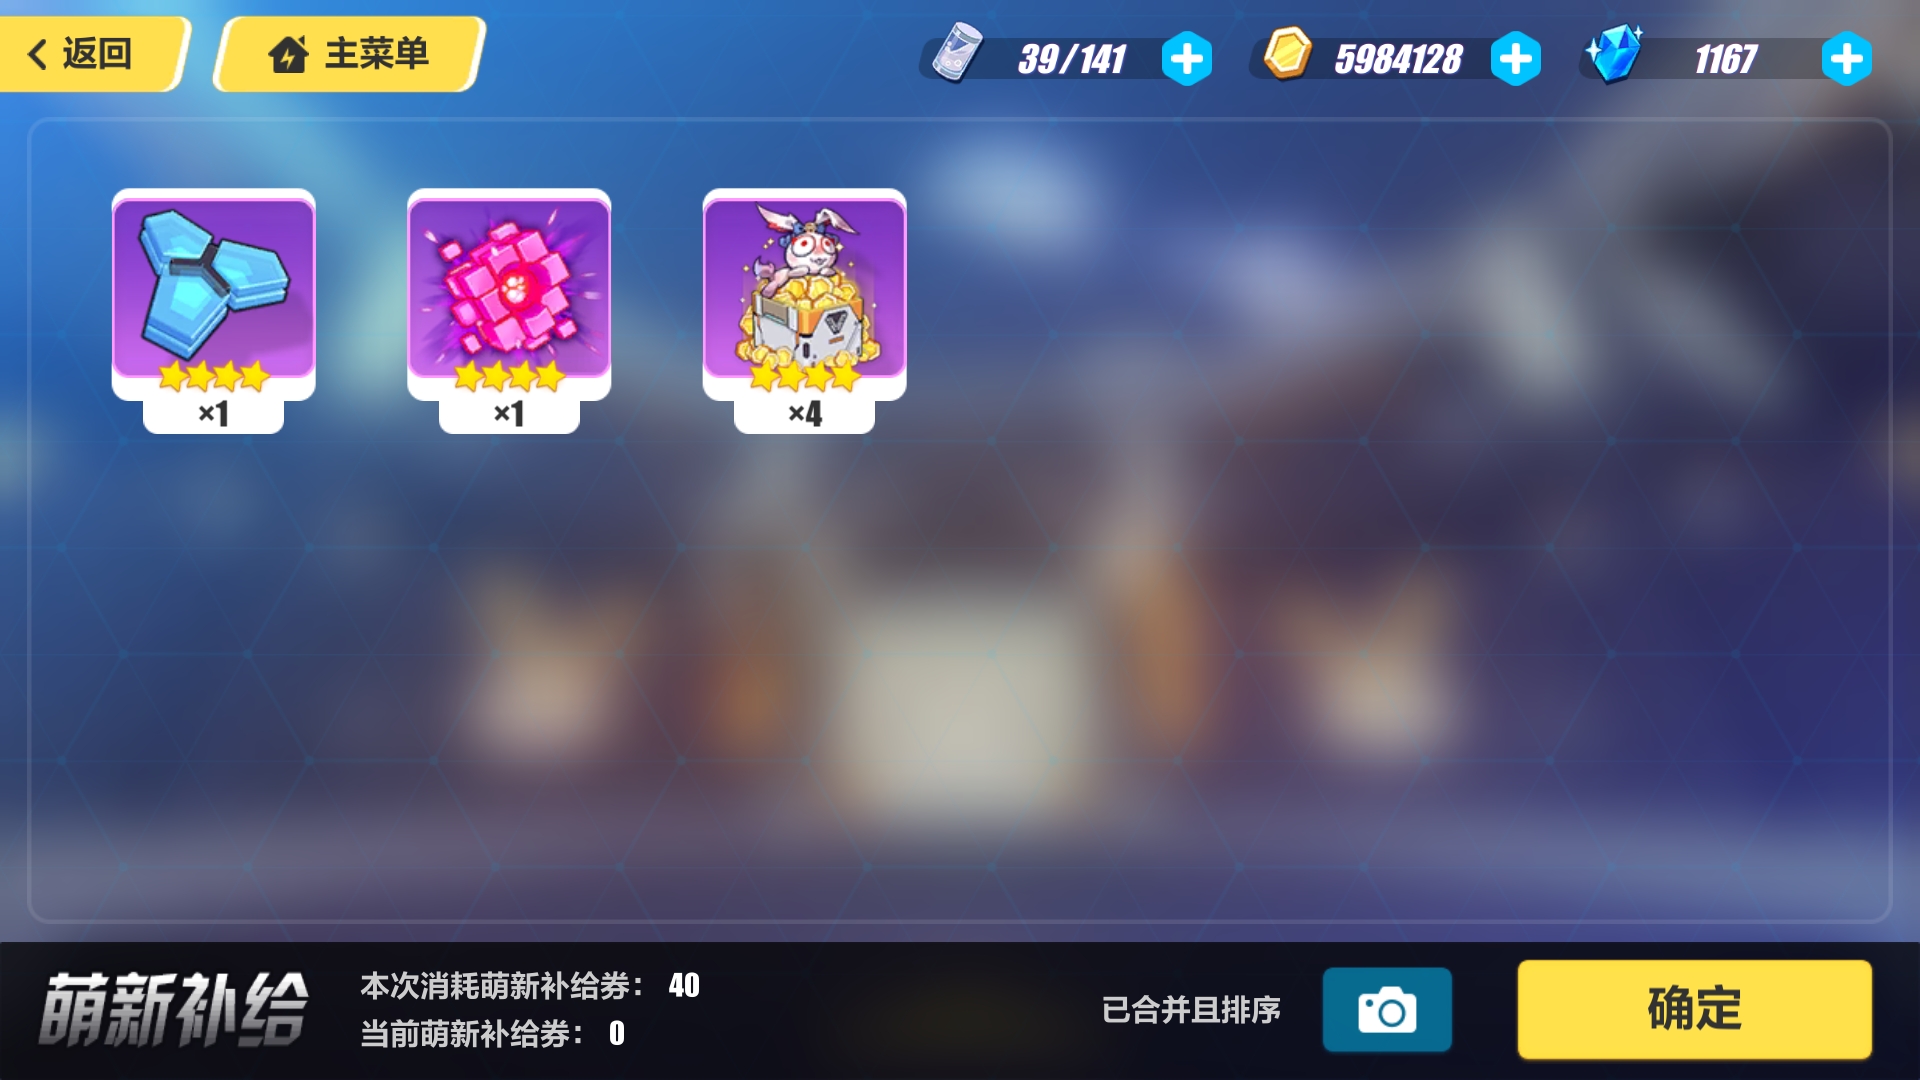 返回
主菜单
39/141
5984128
1167
×1
×1
×4
萌新补给
本次消耗萌新补给券： 40
当前萌新补给券： 0
已合并且排序
确定